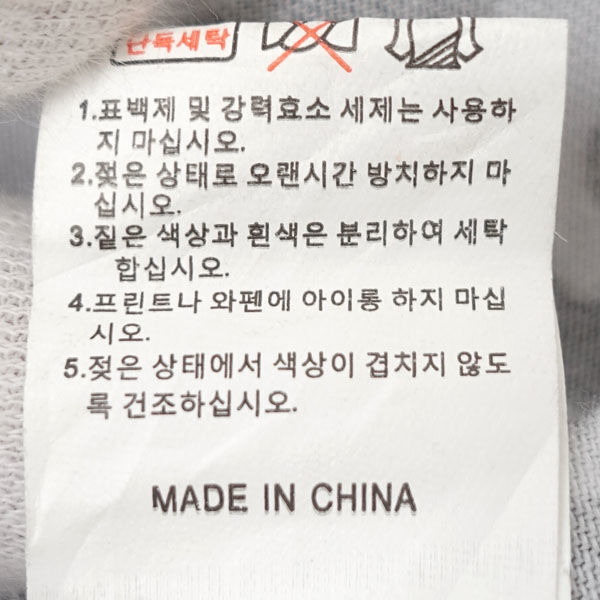 단독세탁
1.표백제 및 강력효소 세제는 사용하
지 마십시오.
2.젖은 상태로 오랜시간 방치하지 마
십시오.
3.짙은 색상과 흰색은 분리하여 세탁
합십시오.
4.프린트나 와펜에 아이롱 하지 마십
시오.
5.젖은 상태에서 색상이 겹치지 않도
록 건조하십시오.
MADE IN CHINA